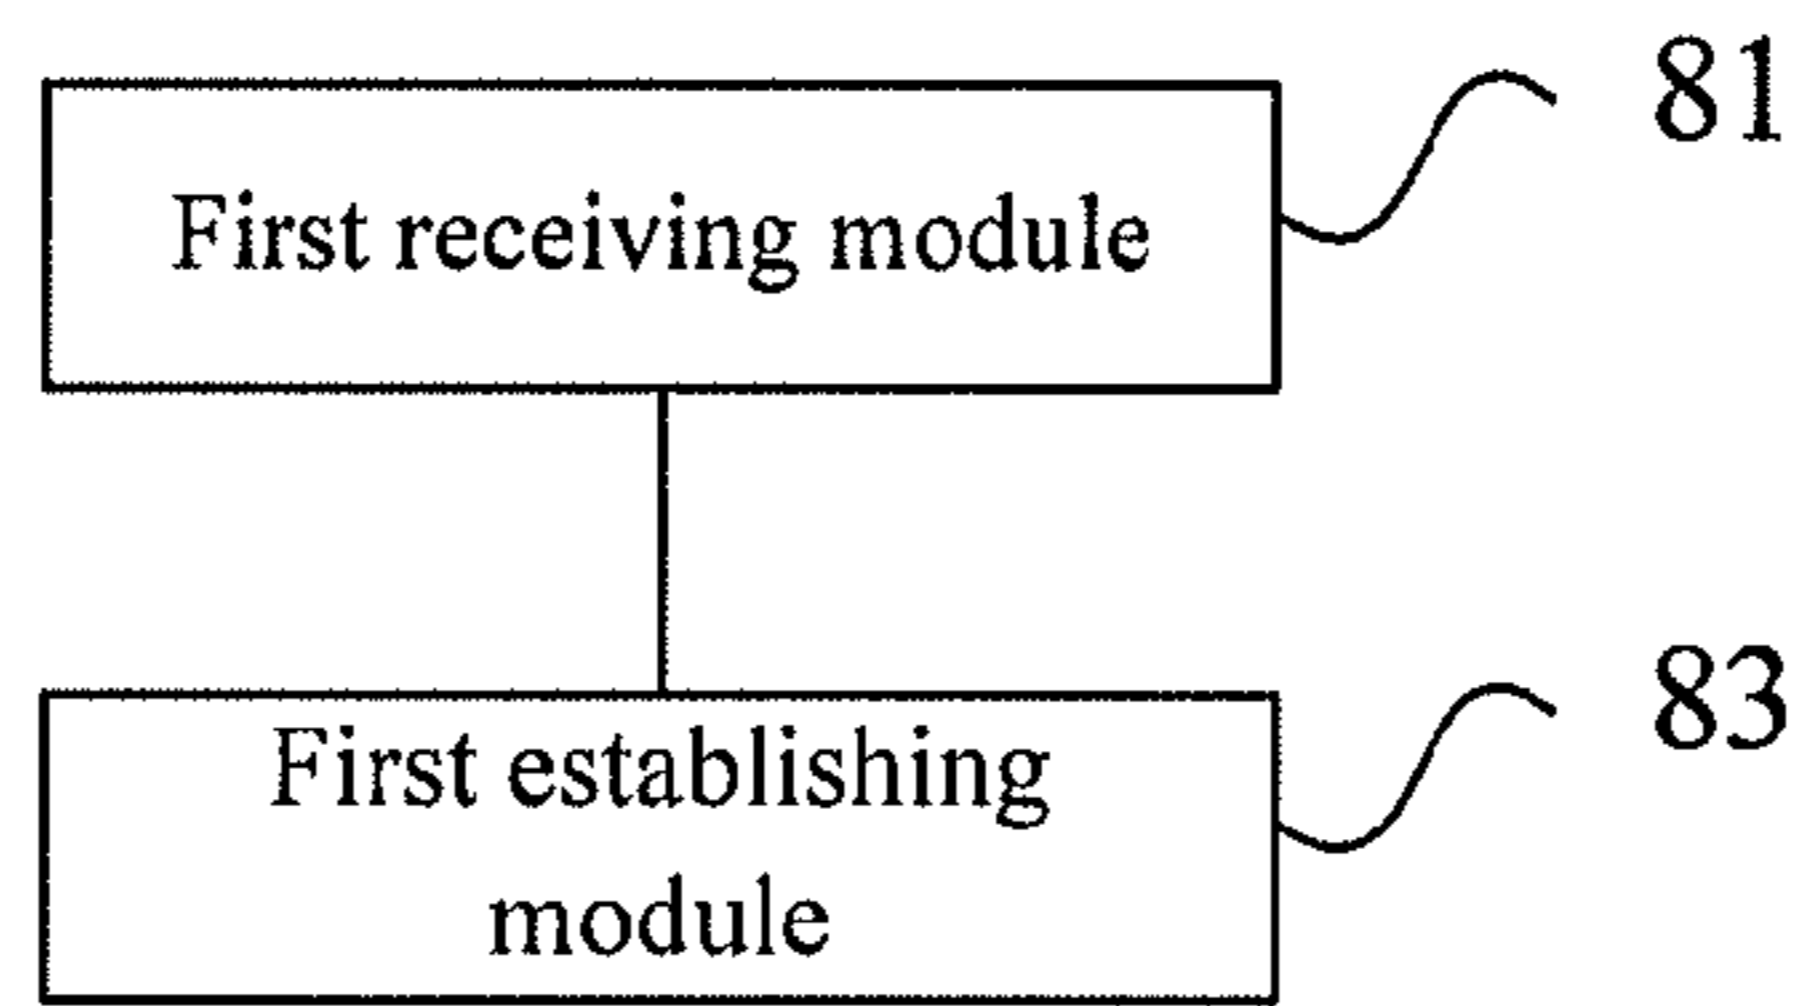 81
First receiving module
83
First establishing
module